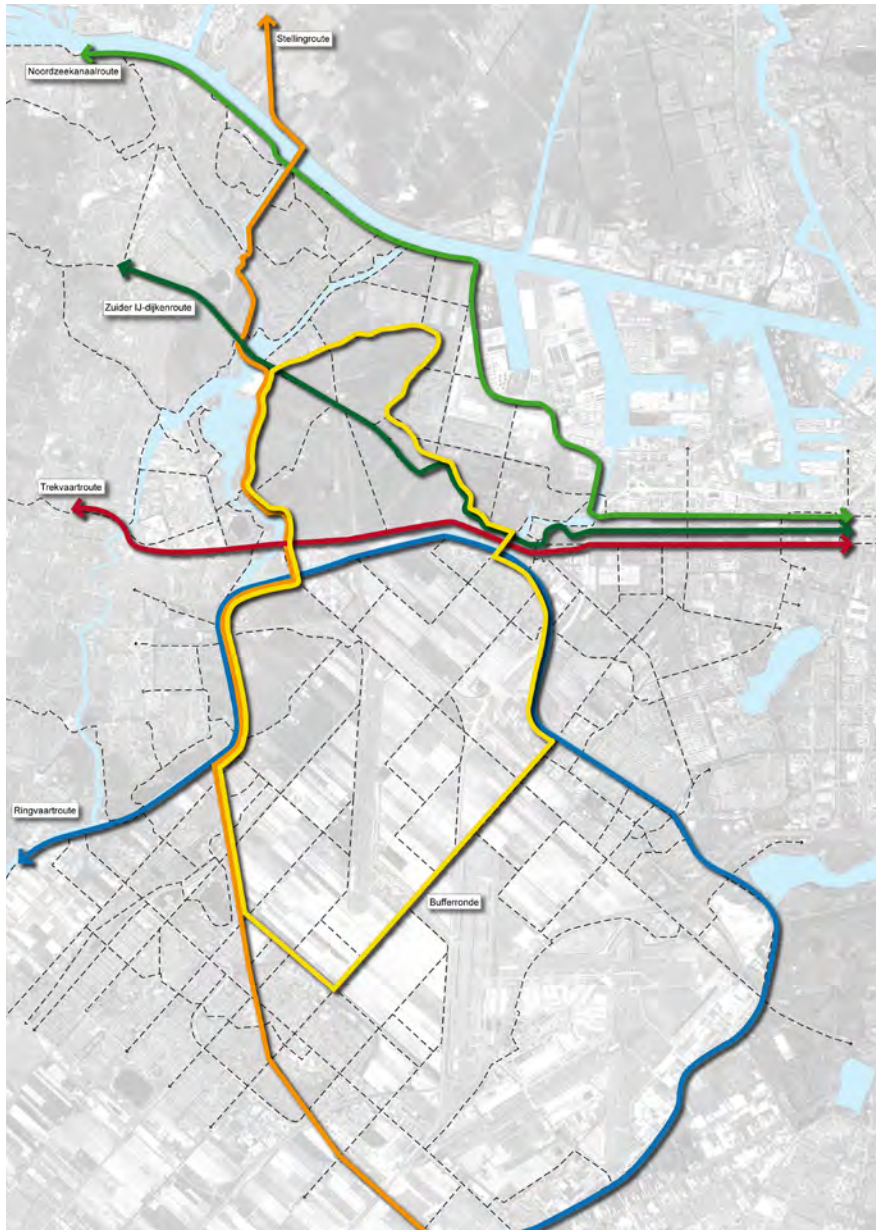 Stellingroute
Noordzeekanaalroute
Zuider IJ-dijkenroute
Trekvaartroute
Ringvaartroute
Bufferronde